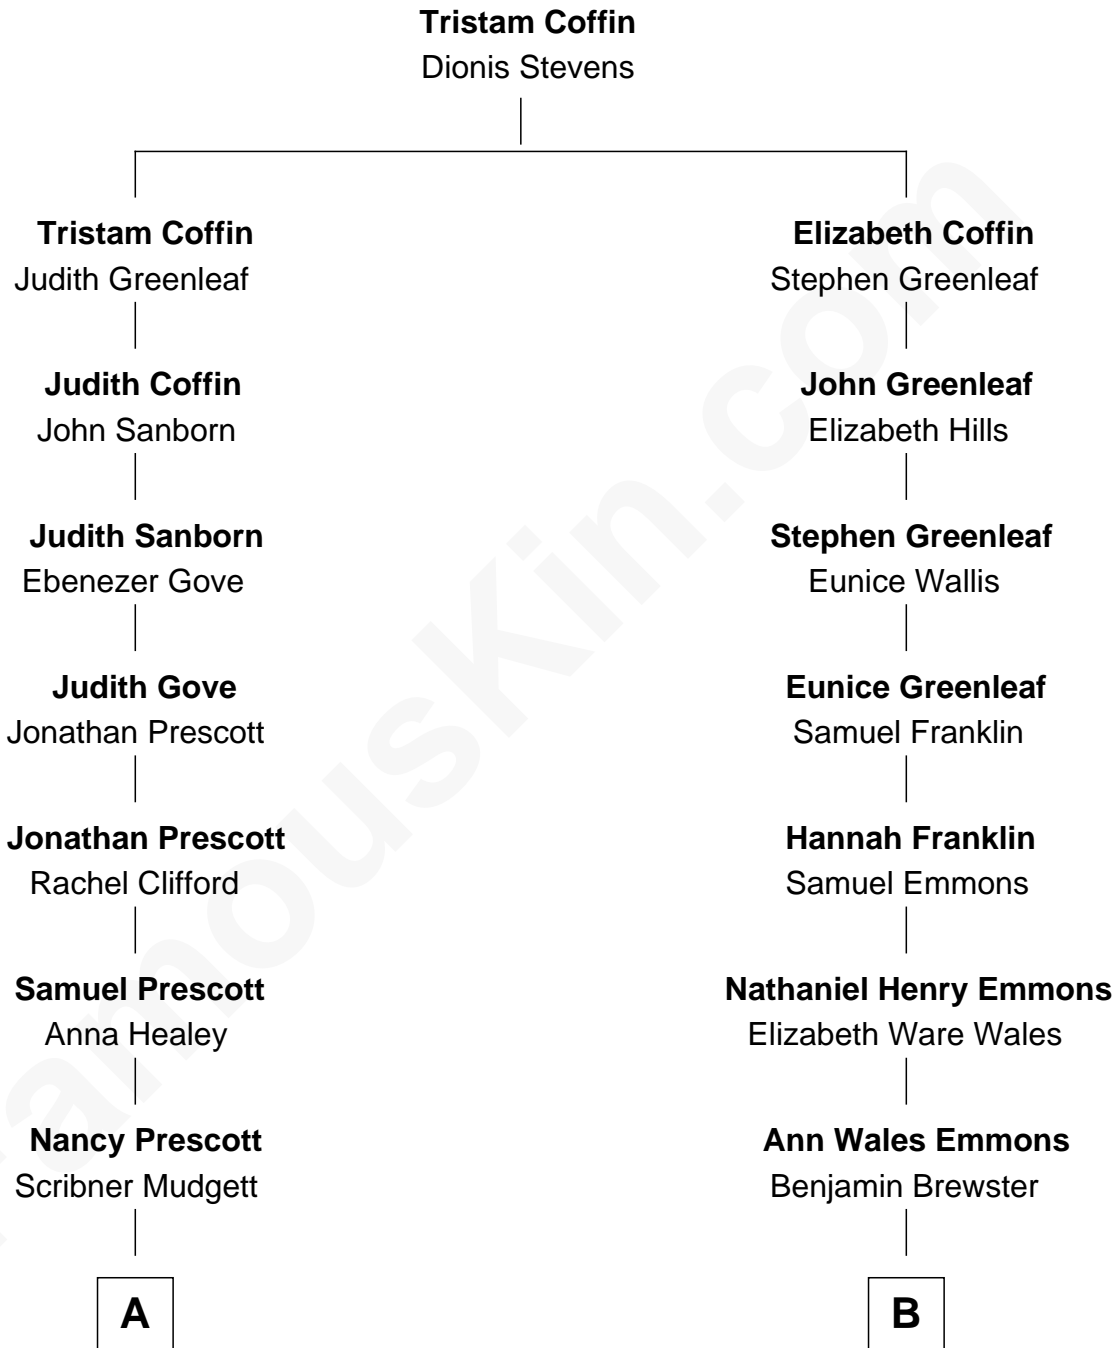 Tristam Coffin
Dionis Stevens
Tristam Coffin
Judith Greenleaf
Elizabeth Coffin
Stephen Greenleaf
Judith Coffin
John Sanborn
John Greenleaf
Elizabeth Hills
Judith Sanborn
Ebenezer Gove
Stephen Greenleaf
Eunice Wallis
Judith Gove
Jonathan Prescott
Eunice Greenleaf
Samuel Franklin
Jonathan Prescott
Rachel Clifford
Hannah Franklin
Samuel Emmons
Samuel Prescott
Anna Healey
Nathaniel Henry Emmons
Elizabeth Ware Wales
Nancy Prescott
Scribner Mudgett
Ann Wales Emmons
Benjamin Brewster
A
B
FamousKin.com